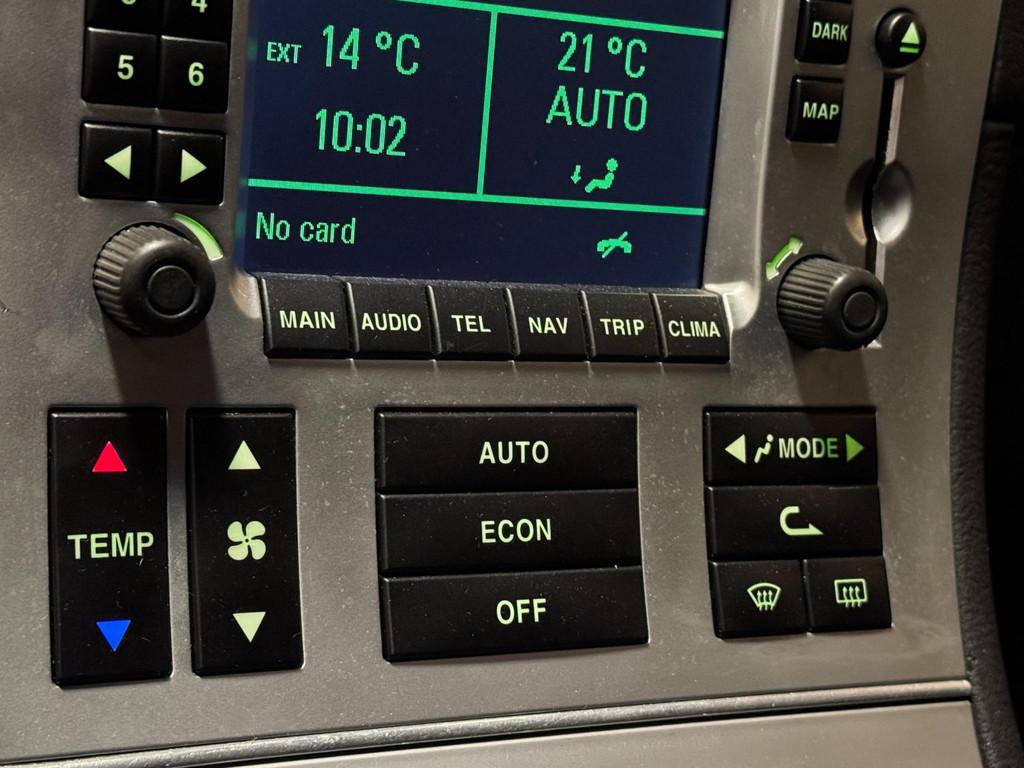 4
5
6
EXT 14 °C
10:02
21 °C
AUTO
No card
DARK
MAP
MAIN
AUDIO
TEL
NAV
TRIP
CLIMA
TEMP
AUTO
ECON
OFF
MODE